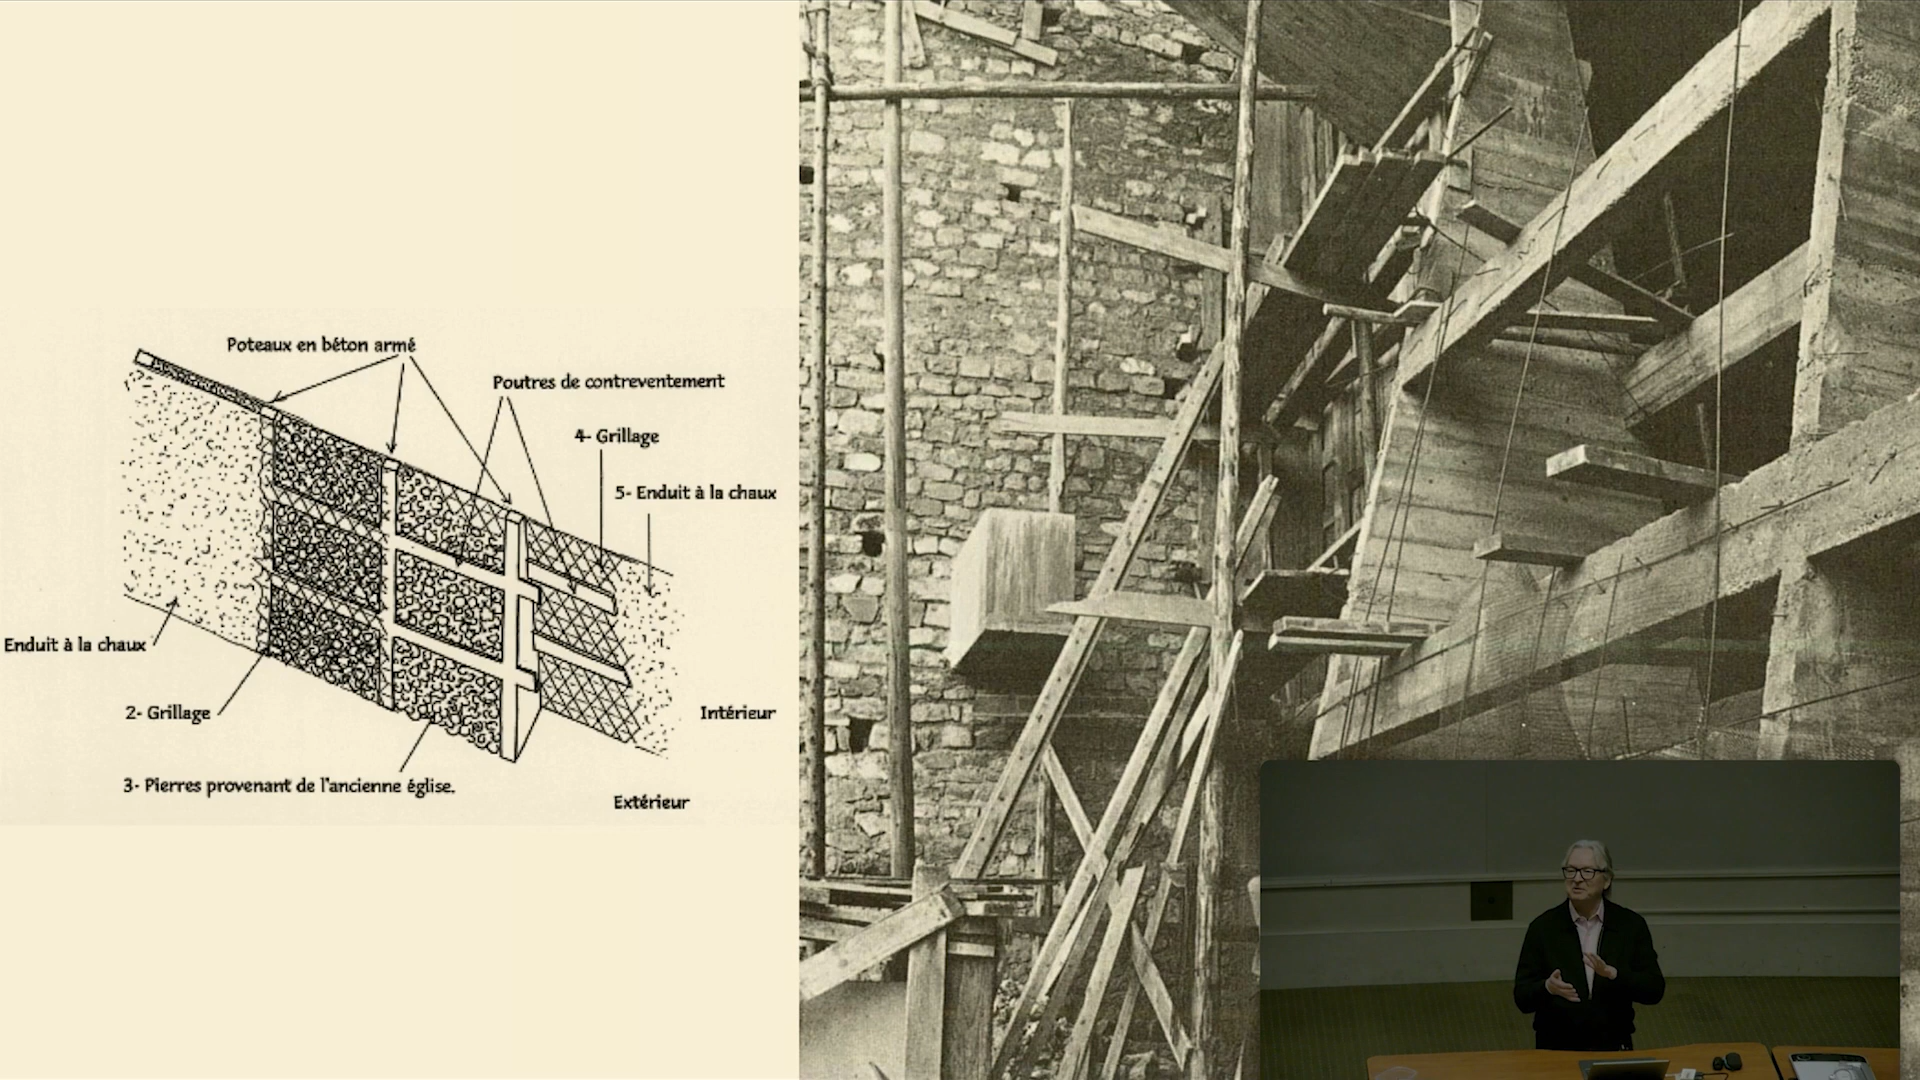 Poteaux en béton armé
Poutres de contreventement
4- Grillage
5- Enduit à la chaux
Enduit à la chaux
2- Grillage
Intérieur
3- Pierres provenant de l'ancienne église.
Extérieur